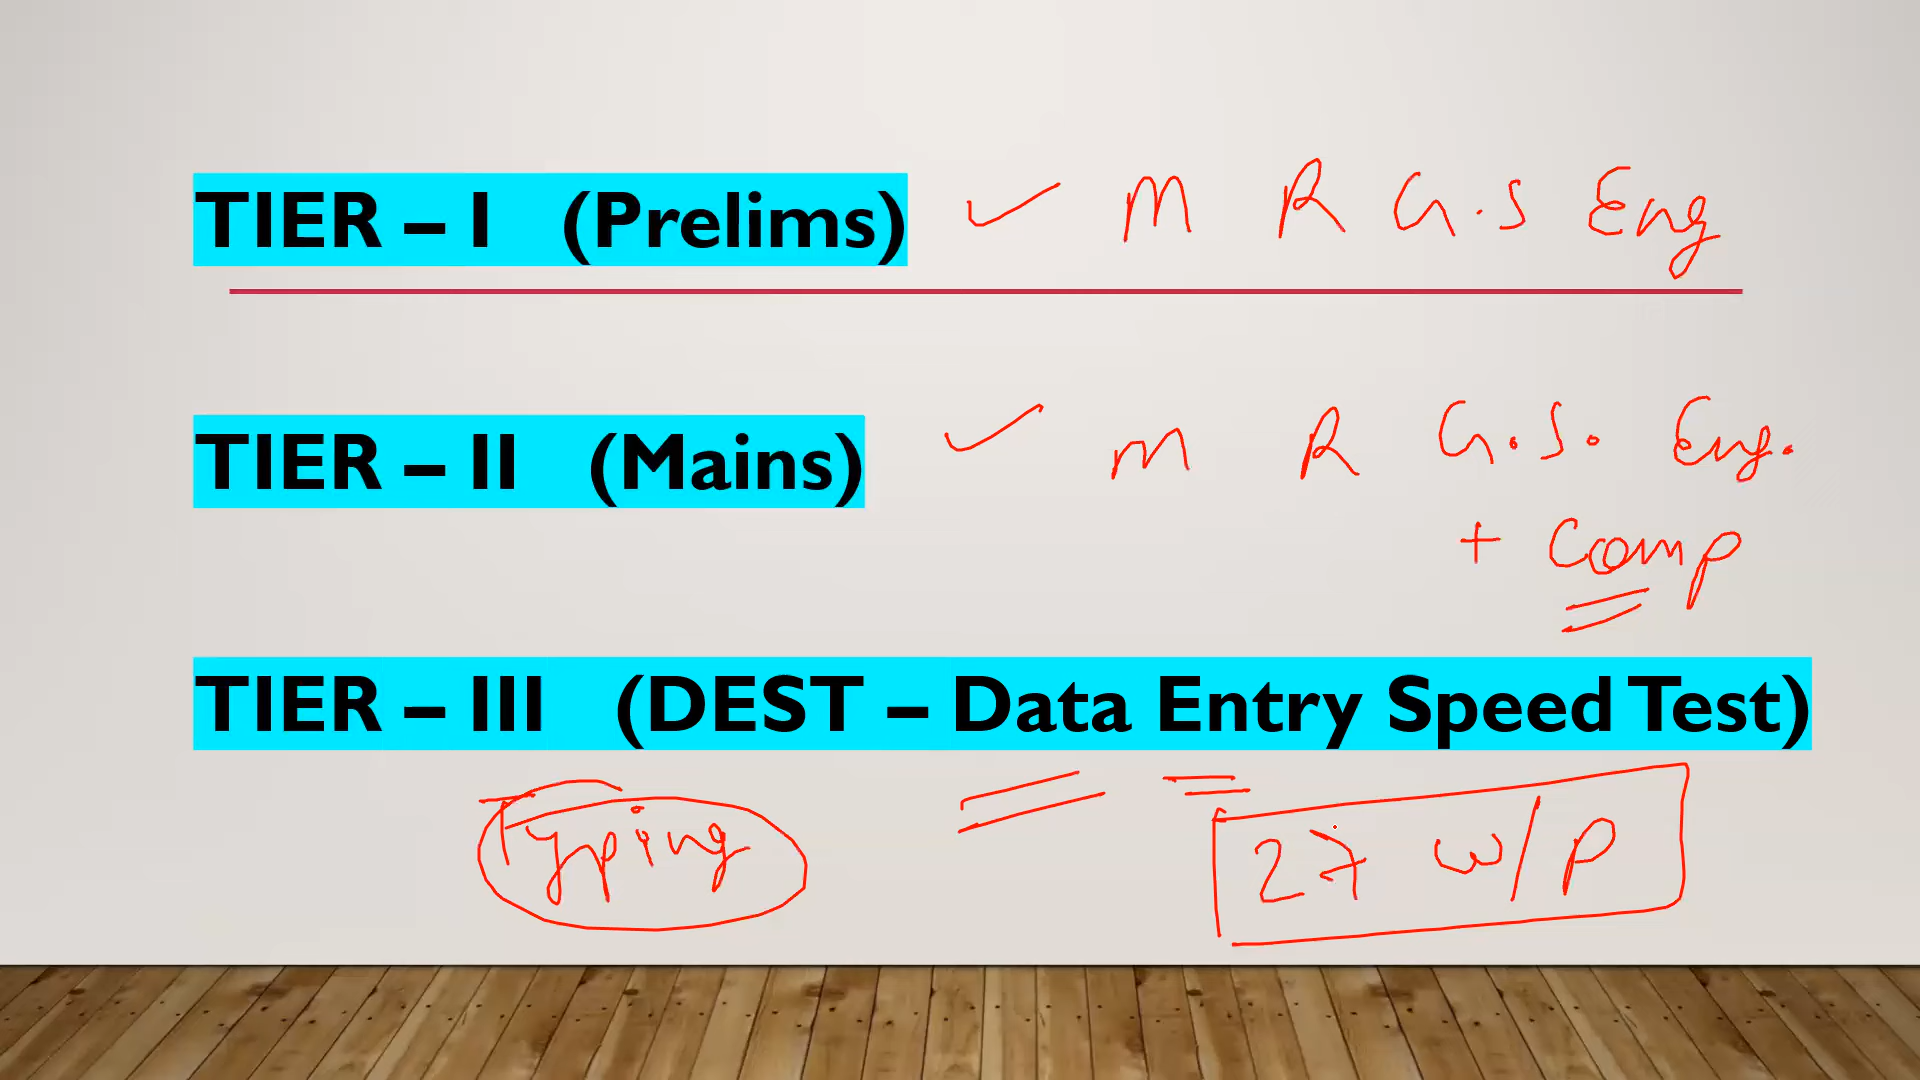 TIER – I (Prelims) M R G.S Eng
TIER – II (Mains) M R G.S. Eng.
+ Comp
TIER – III (DEST – Data Entry Speed Test)
Typing 27 w/p